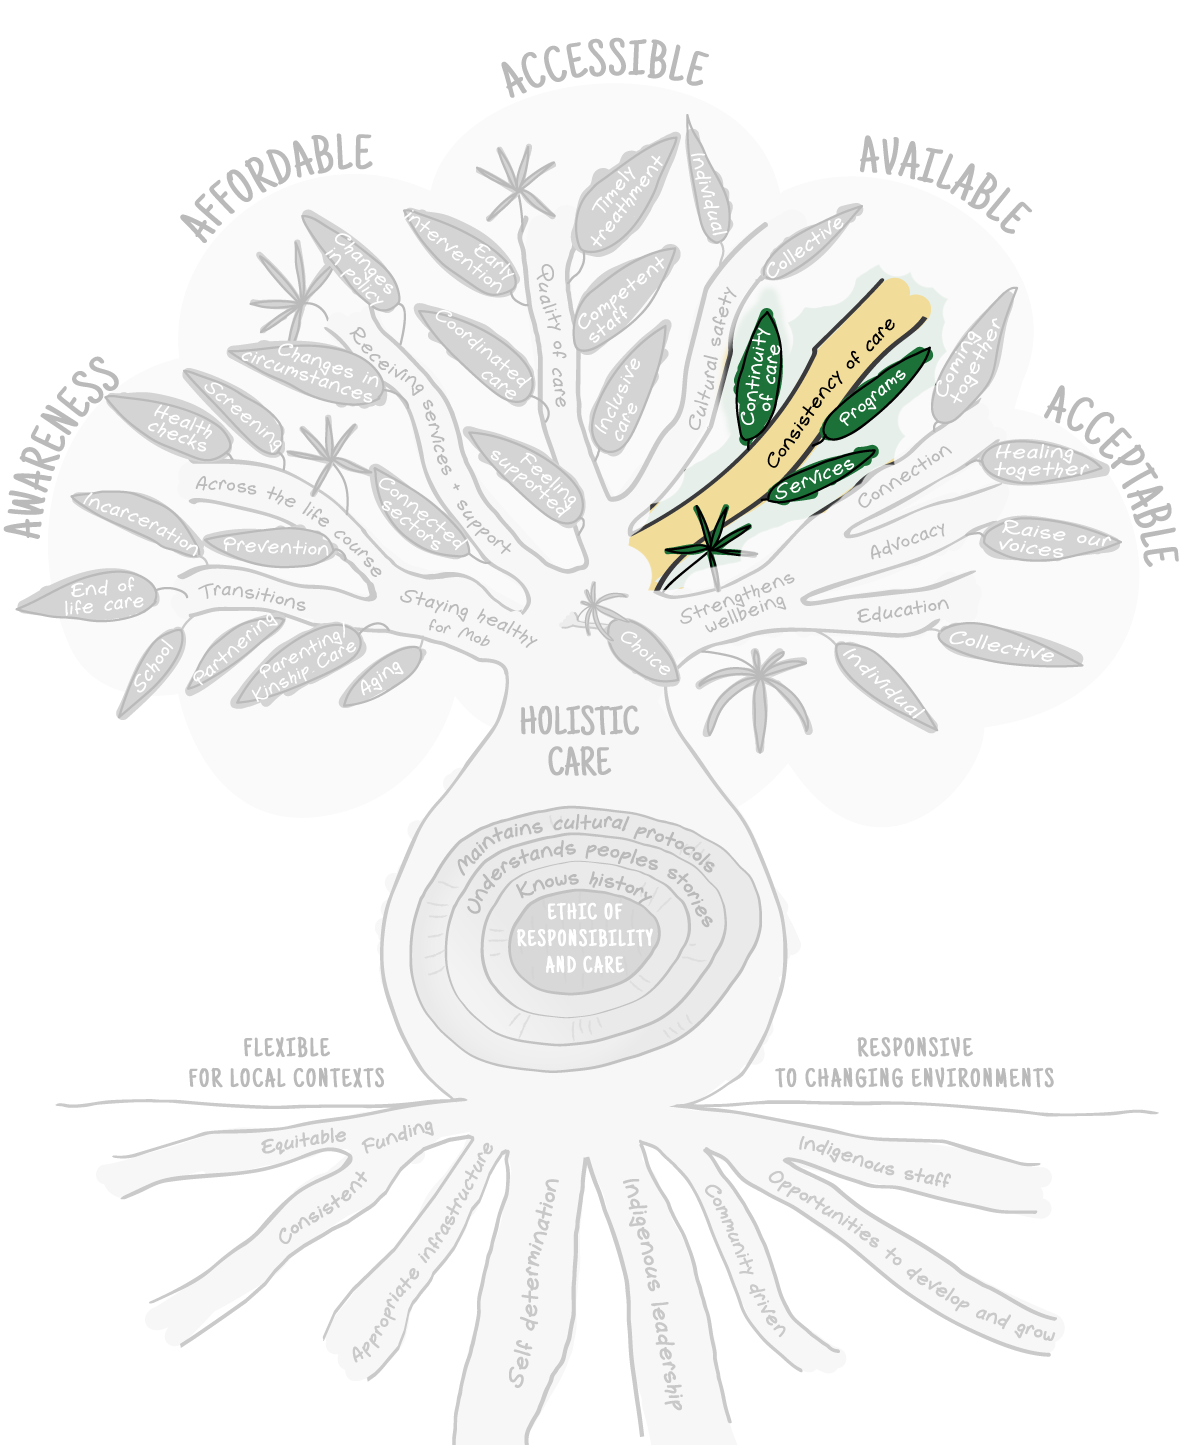 ACCESSIBLE
AFFORDABLE
AVAILABLE
AWARENESS
ACCEPTABLE
Timely
treathment
Individual
Collective
Changes
in policy
Early
intervention
Quality of care
Competent
staff
Cultural safety
Continuity
of care
Consistency of care
Programs
Services
Coming
together
Coordinated
care
Inclusive
care
Receiving services + support
Changes in
circumstances
Screening
Health
checks
Feeling
supported
Connected
sectors
Across the life course
Incarceration
Prevention
Connection
Healing
together
Advocacy
Raise our
voices
End of
life care
Transitions
Staying healthy
for Mob
Strengthens
wellbeing
Education
Collective
Individual
Choice
School
Partnering
Parenting/
Kinship Care
Aging
HOLISTIC
CARE
Maintains cultural protocols
Understands peoples stories
Knows history
ETHIC OF
RESPONSIBILITY
AND CARE
FLEXIBLE
FOR LOCAL CONTEXTS
RESPONSIVE
TO CHANGING ENVIRONMENTS
Equitable
Funding
Consistent
Appropriate infrastructure
Self determination
Indigenous leadership
Community driven
Opportunities to develop and grow
Indigenous staff